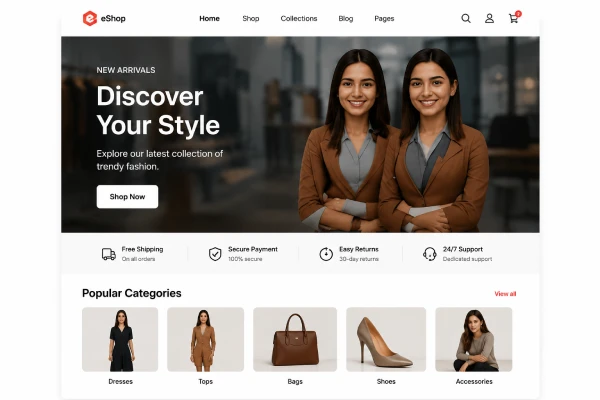 eShop
Home Shop Collections Blog Pages
NEW ARRIVALS
Discover
Your Style
Explore our latest collection of
trendy fashion.
Shop Now
Free Shipping
On all orders
Secure Payment
100% secure
Easy Returns
30-day returns
24/7 Support
Dedicated support
Popular Categories
View all
Dresses
Tops
Bags
Shoes
Accessories